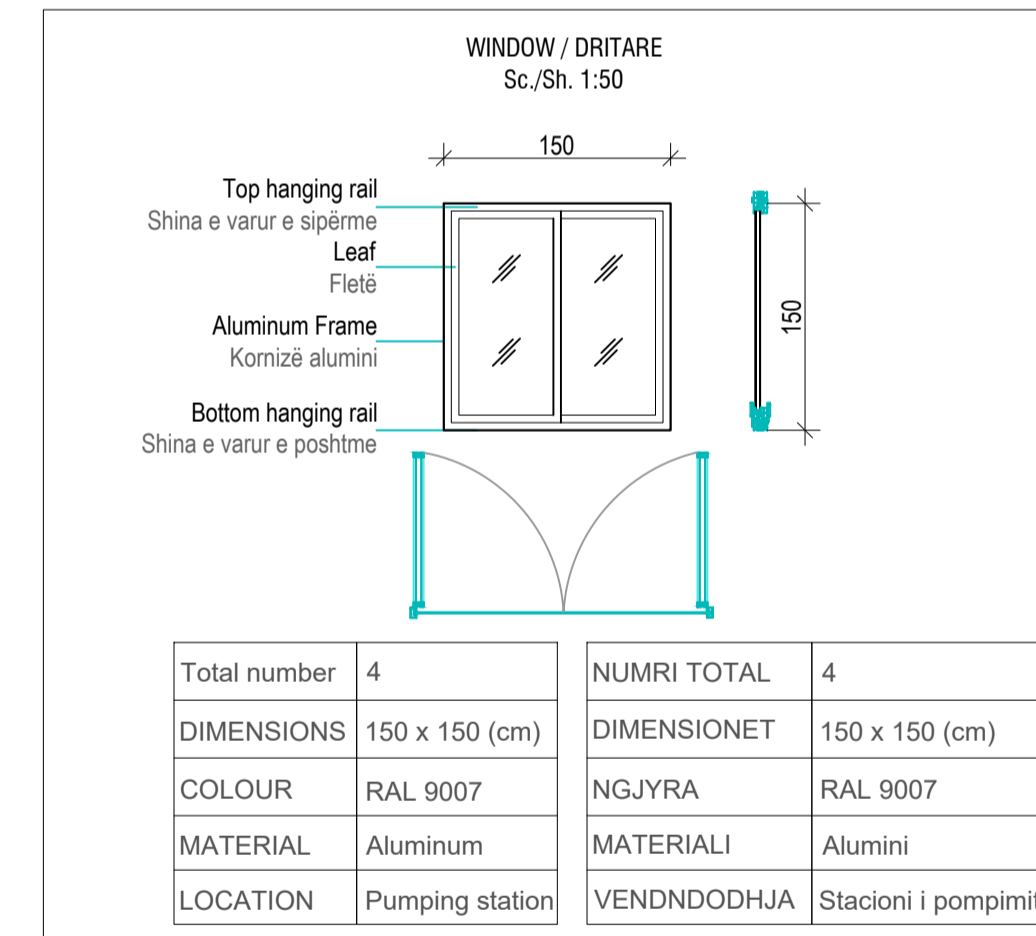 WINDOW / DRITARE
Sc./Sh. 1:50
150
Top hanging rail
Shina e varur e sipërme
Leaf
Fletë
Aluminum Frame
Kornizë alumini
Bottom hanging rail
Shina e varur e poshtme
150
Total number 4
DIMENSIONS 150 x 150 (cm)
COLOUR RAL 9007
MATERIAL Aluminum
LOCATION Pumping station
NUMRI TOTAL 4
DIMENSIONET 150 x 150 (cm)
NGJYRA RAL 9007
MATERIALI Alumini
VENDNDODHJA Stacioni i pompimit